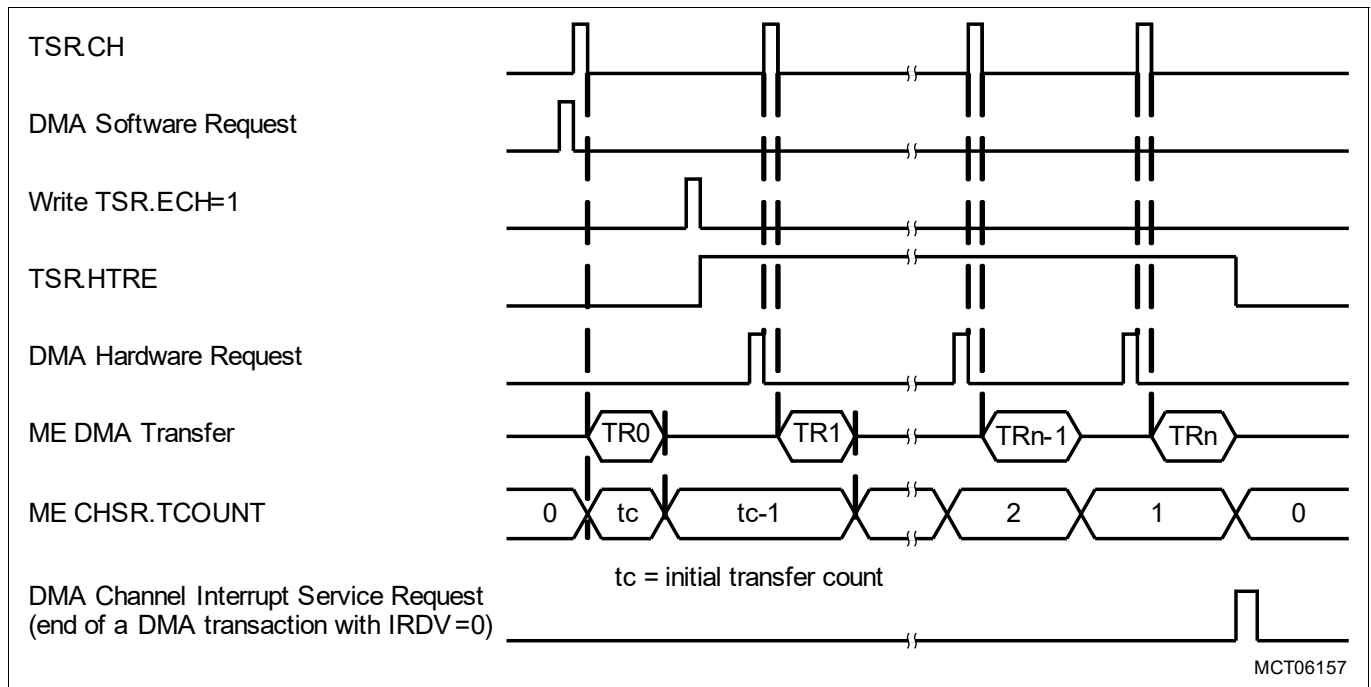 TSR.CH
DMA Software Request
Write TSR.ECH=1
TSR.HTRE
DMA Hardware Request
ME DMA Transfer
TR0 TR1 TRn-1 TRn
ME CHSR.TCOUNT
0 tc tc-1 2 1 0
tc = initial transfer count
DMA Channel Interrupt Service Request
(end of a DMA transaction with IRDV=0)
MCT06157